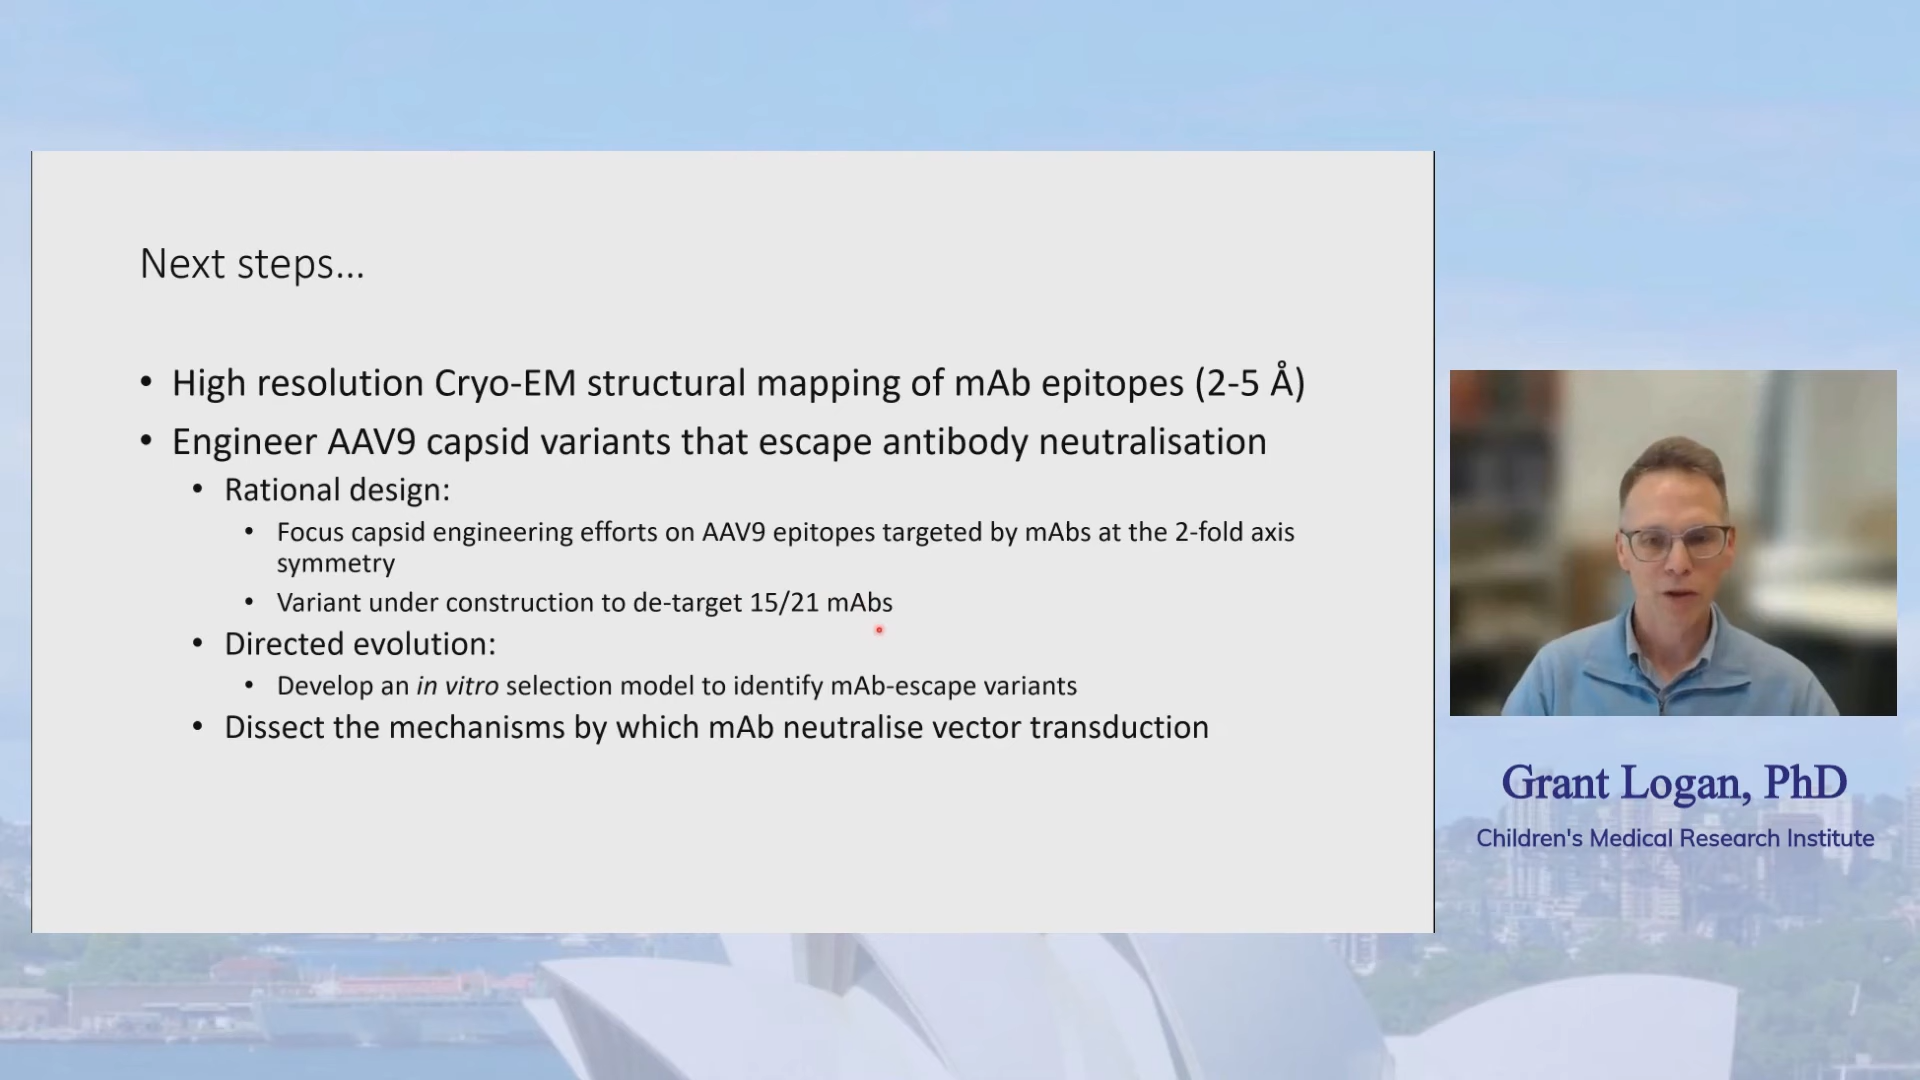 Next steps...
• High resolution Cryo-EM structural mapping of mAb epitopes (2-5 Å)
• Engineer AAV9 capsid variants that escape antibody neutralisation
• Rational design:
• Focus capsid engineering efforts on AAV9 epitopes targeted by mAbs at the 2-fold axis
symmetry
• Variant under construction to de-target 15/21 mAbs
• Directed evolution:
• Develop an in vitro selection model to identify mAb-escape variants
• Dissect the mechanisms by which mAb neutralise vector transduction
Grant Logan, PhD
Children's Medical Research Institute